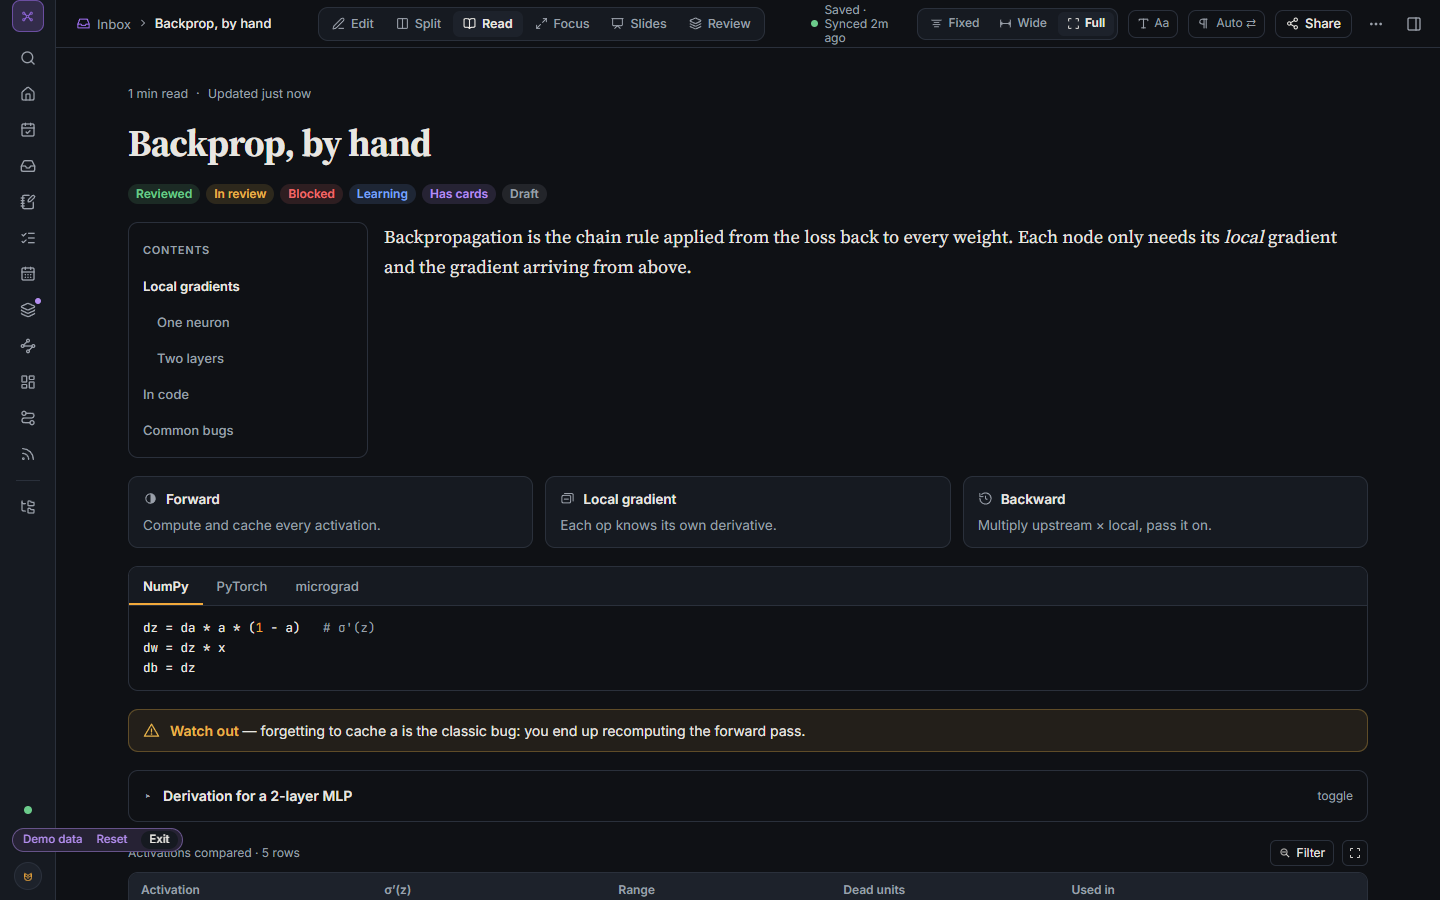 Inbox › Backprop, by hand
Edit Split Read Focus Slides Review
Saved ·
Synced 2m
ago
Fixed Wide Full
Aa
Auto
Share
1 min read · Updated just now
Backprop, by hand
Reviewed In review Blocked Learning Has cards Draft
CONTENTS
Local gradients
One neuron
Two layers
In code
Common bugs
Backpropagation is the chain rule applied from the loss back to every weight. Each node only needs its local gradient
and the gradient arriving from above.
Forward
Compute and cache every activation.
Local gradient
Each op knows its own derivative.
Backward
Multiply upstream × local, pass it on.
NumPy PyTorch micrograd
dz = da * a * (1 - a) # σ'(z)
dw = dz * x
db = dz
Watch out — forgetting to cache a is the classic bug: you end up recomputing the forward pass.
Derivation for a 2-layer MLP
toggle
Demo data Reset Exit
Activations compared · 5 rows
Filter
Activation σ′(z) Range Dead units Used in